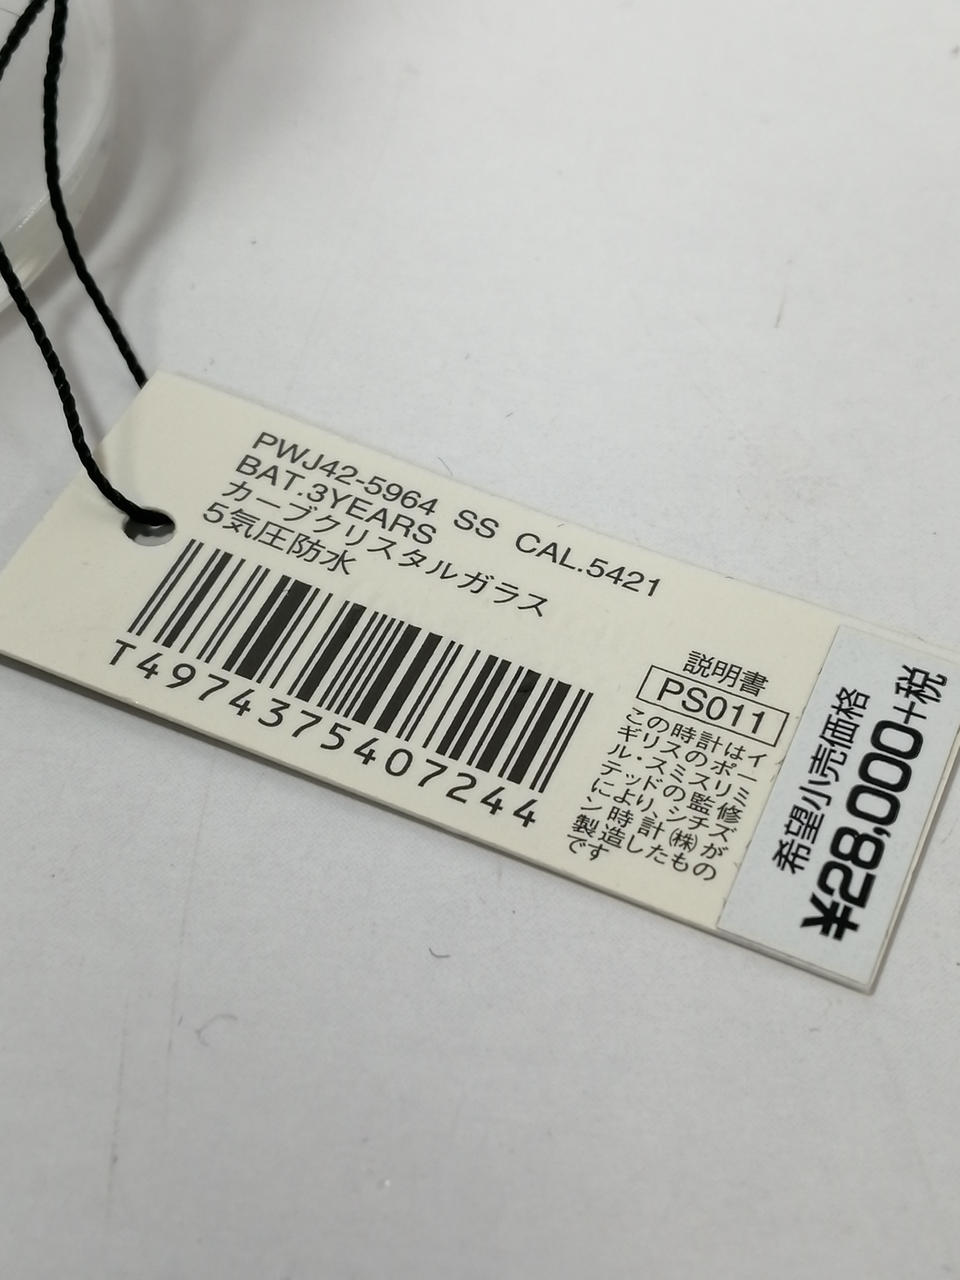 PWJ42-5964 SS CAL.5421
BAT.3YEARS
カーブクリスタルガラス
5気圧防水
T4974375407244
説明書
PS011
この時計はイ
ギリスのポー
ル・スミスリミ
テッドの監修
により、シチズ
ン時計㈱が
製造したもの
です
希望小売価格
¥28,000+税